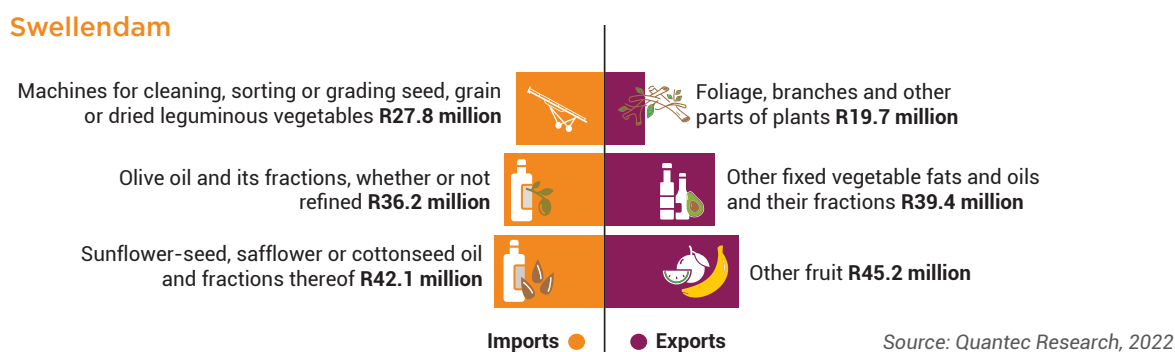 Swellendam
Machines for cleaning, sorting or grading seed, grain
or dried leguminous vegetables R27.8 million
Foliage, branches and other
parts of plants R19.7 million
Olive oil and its fractions, whether or not
refined R36.2 million
Other fixed vegetable fats and oils
and their fractions R39.4 million
Sunflower-seed, safflower or cottonseed oil
and fractions thereof R42.1 million
Other fruit R45.2 million
Imports
Exports
Source: Quantec Research, 2022